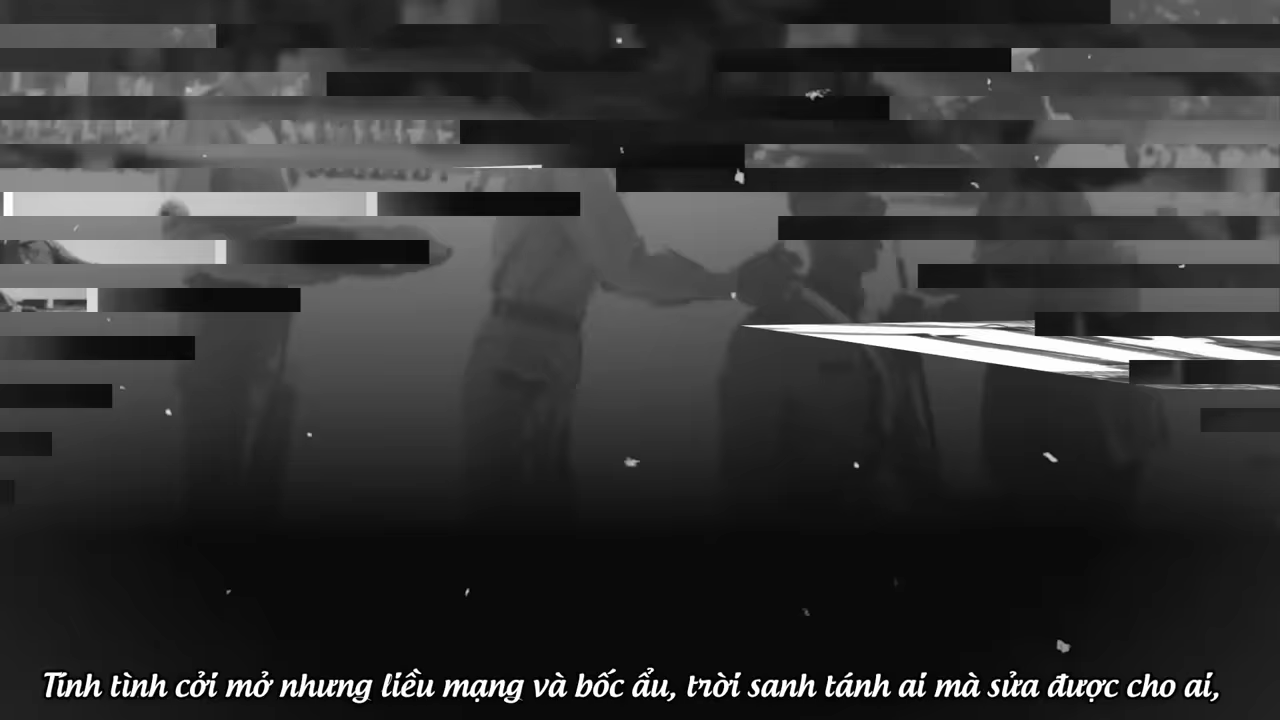 Tính tình cởi mở nhưng liều mạng và bốc ẩu, trời sanh tánh ai mà sửa được cho ai,